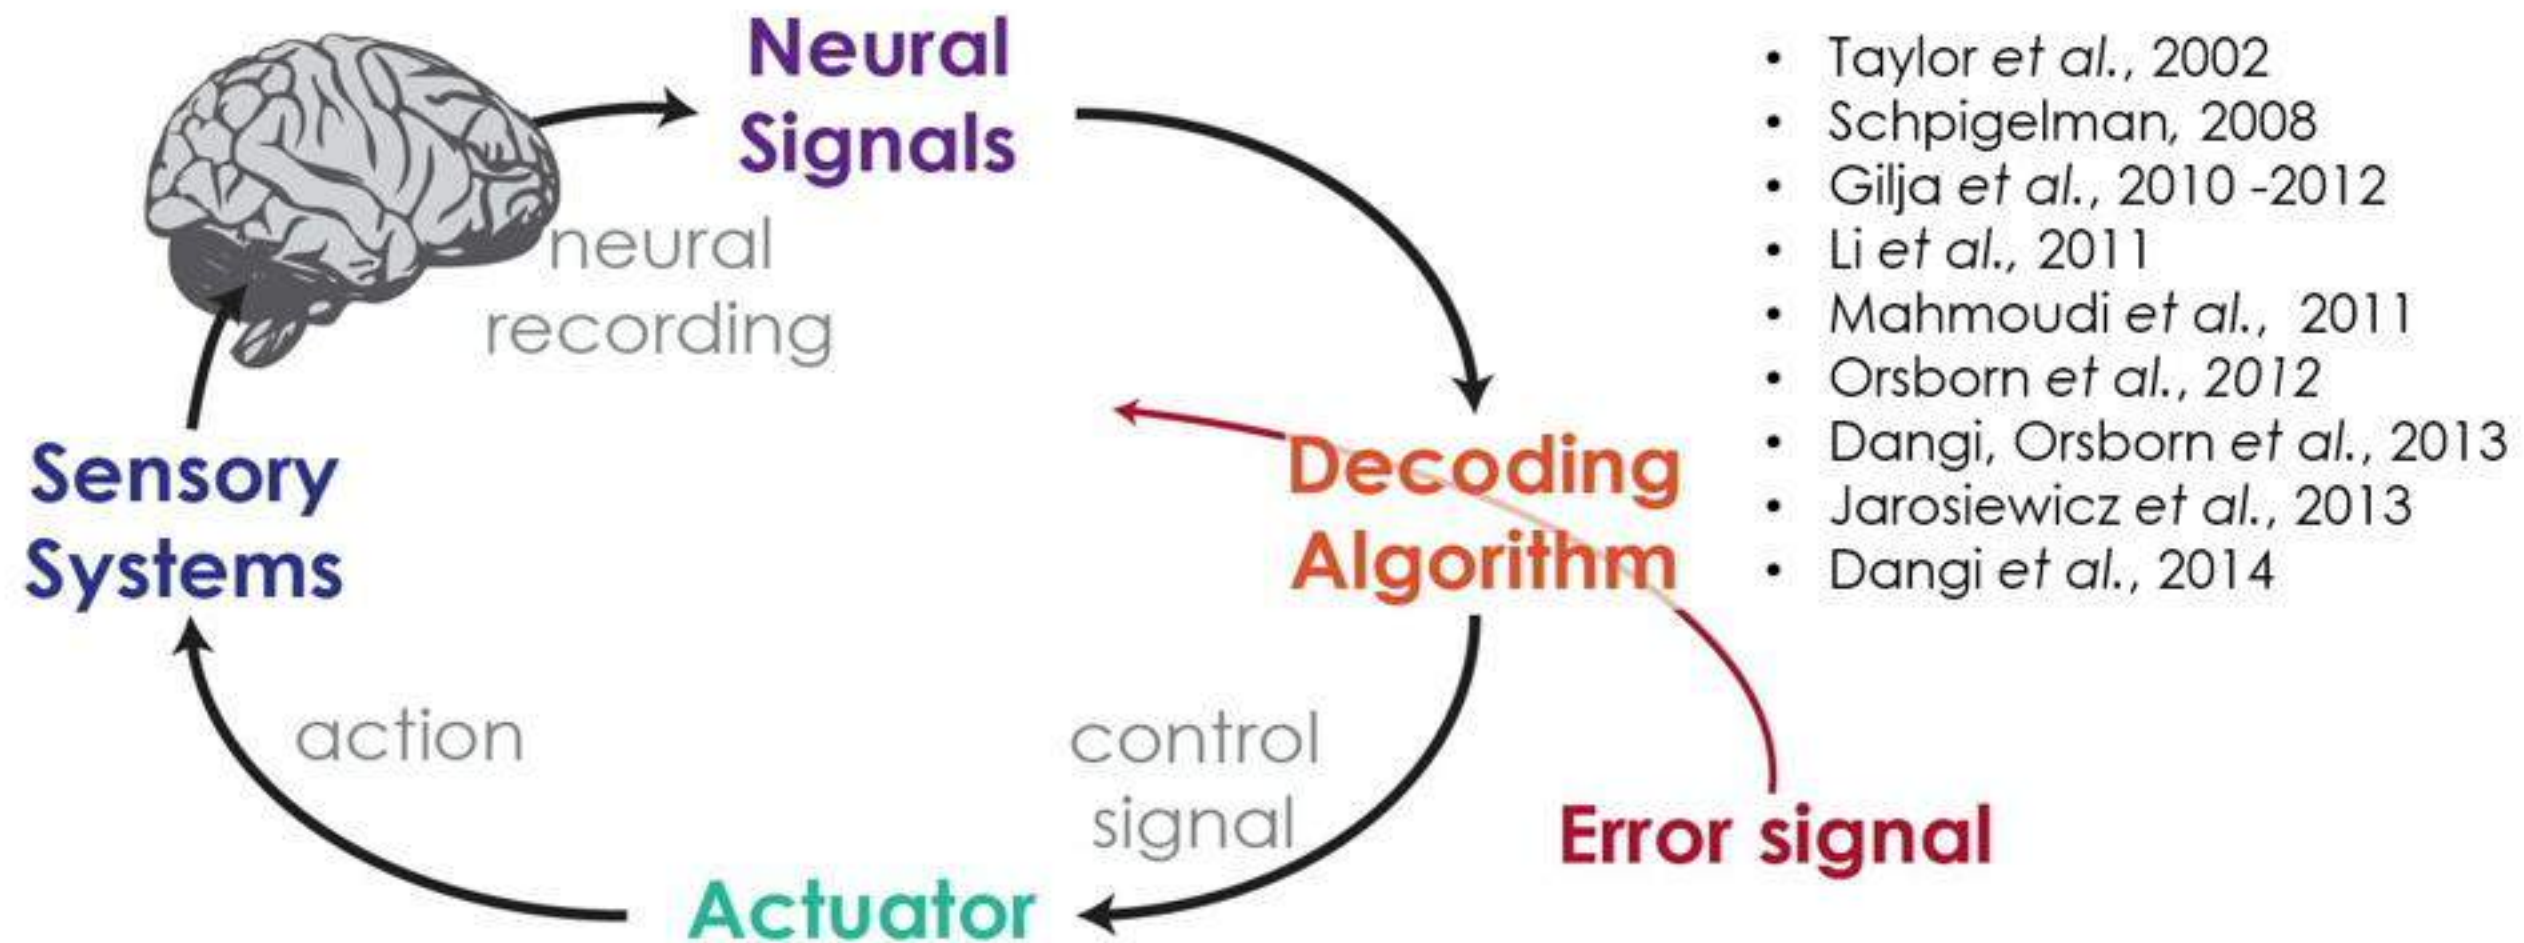 Neural
Signals
neural
recording
Sensory
Systems
Decoding
Algorithm
action
control
signal
Actuator
Error signal
• Taylor et al., 2002
• Schpigelman, 2008
• Gilja et al., 2010 -2012
• Li et al., 2011
• Mahmoudi et al., 2011
• Orsborn et al., 2012
• Dangi, Orsborn et al., 2013
• Jarosiewicz et al., 2013
• Dangi et al., 2014